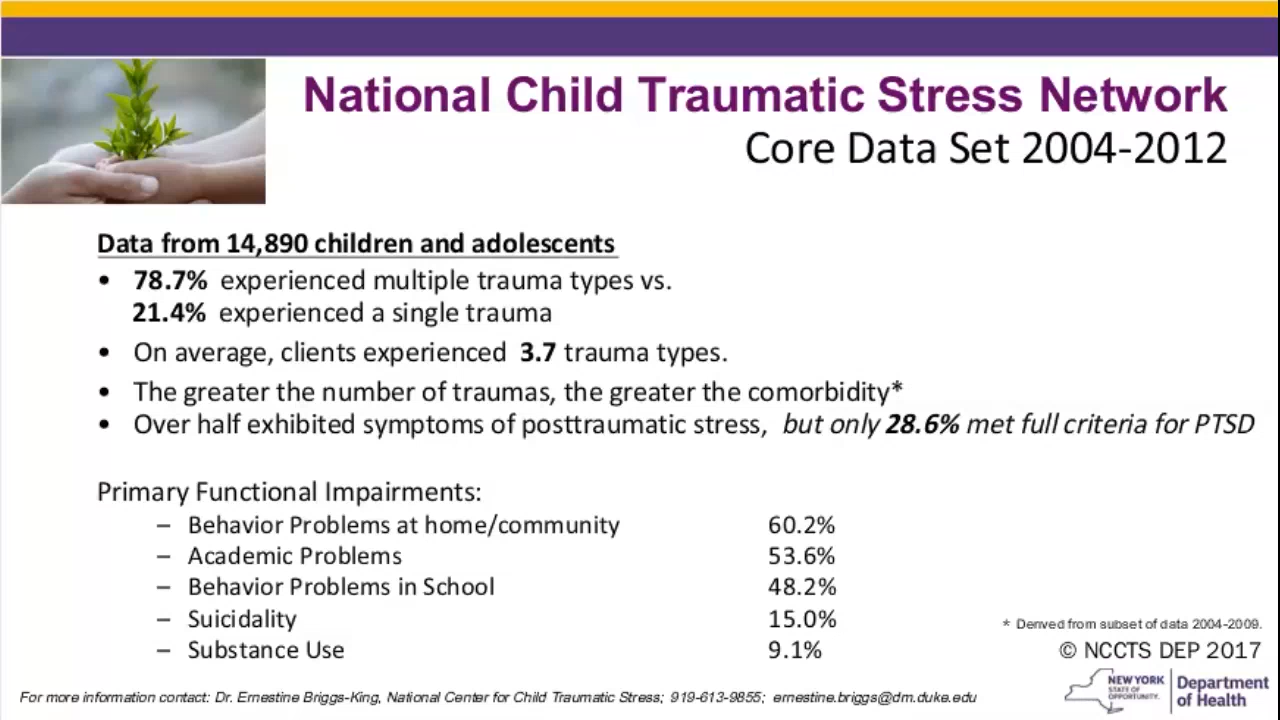 National Child Traumatic Stress Network
Core Data Set 2004-2012
Data from 14,890 children and adolescents
• 78.7% experienced multiple trauma types vs.
21.4% experienced a single trauma
• On average, clients experienced 3.7 trauma types.
• The greater the number of traumas, the greater the comorbidity*
• Over half exhibited symptoms of posttraumatic stress, but only 28.6% met full criteria for PTSD
Primary Functional Impairments:
– Behavior Problems at home/community 60.2%
– Academic Problems 53.6%
– Behavior Problems in School 48.2%
– Suicidality 15.0%
– Substance Use 9.1%
* Derived from subset of data 2004-2009.
© NCCTS DEP 2017
For more information contact: Dr. Ernestine Briggs-King, National Center for Child Traumatic Stress; 919-613-9855; ernestine.briggs@dm.duke.edu
NEW YORK
STATE OF
OPPORTUNITY.
Department
of Health